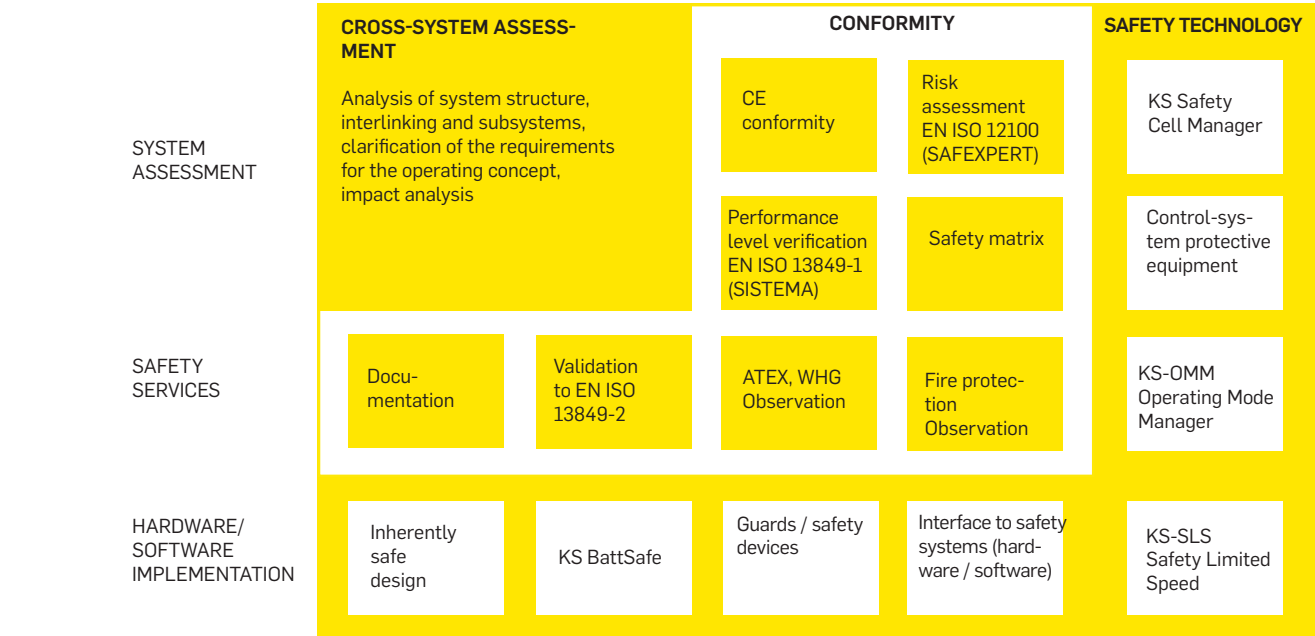 CROSS-SYSTEM ASSESS-
MENT
Analysis of system structure,
interlinking and subsystems,
clarification of the requirements
for the operating concept,
impact analysis
CONFORMITY
SAFETY TECHNOLOGY
SYSTEM
ASSESSMENT
CE
conformity
Risk
assessment
EN ISO 12100
(SAFEXPERT)
KS Safety
Cell Manager
Performance
level verification
EN ISO 13849-1
(SISTEMA)
Safety matrix
Control-sys-
tem protective
equipment
SAFETY
SERVICES
Docu-
mentation
Validation
to EN ISO
13849-2
ATEX, WHG
Observation
Fire protec-
tion
Observation
KS-OMM
Operating Mode
Manager
HARDWARE/
SOFTWARE
IMPLEMENTATION
Inherently
safe
design
KS BattSafe
Guards / safety
devices
Interface to safety
systems (hard-
ware / software)
KS-SLS
Safety Limited
Speed